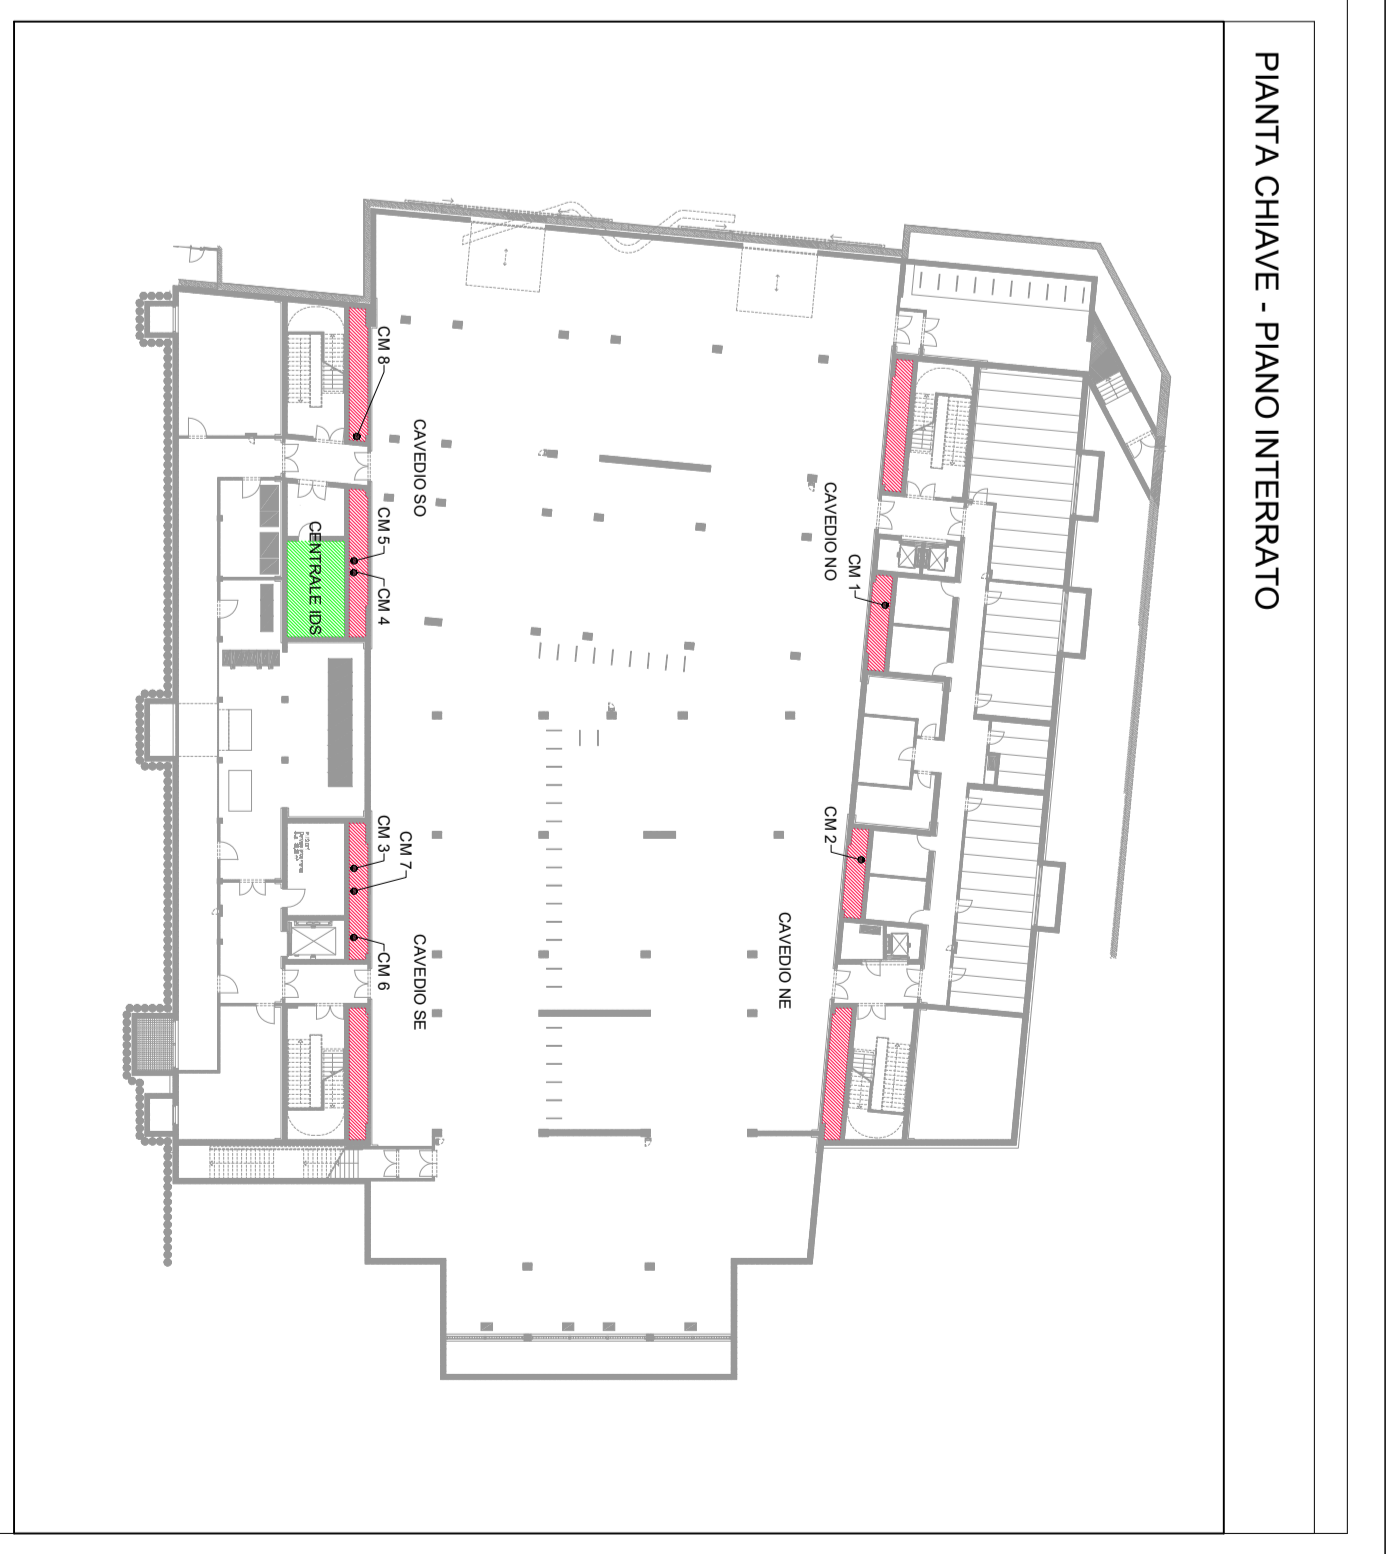 PIANTA CHIAVE - PIANO INTERRATO
CAVEDIO NO
CM 1
CM 2
CAVEDIO NE
CAVEDIO SO
CM 8
CM 5
CM 4
CENTRALE IDS
CM 7
CM 3
CM 6
CAVEDIO SE